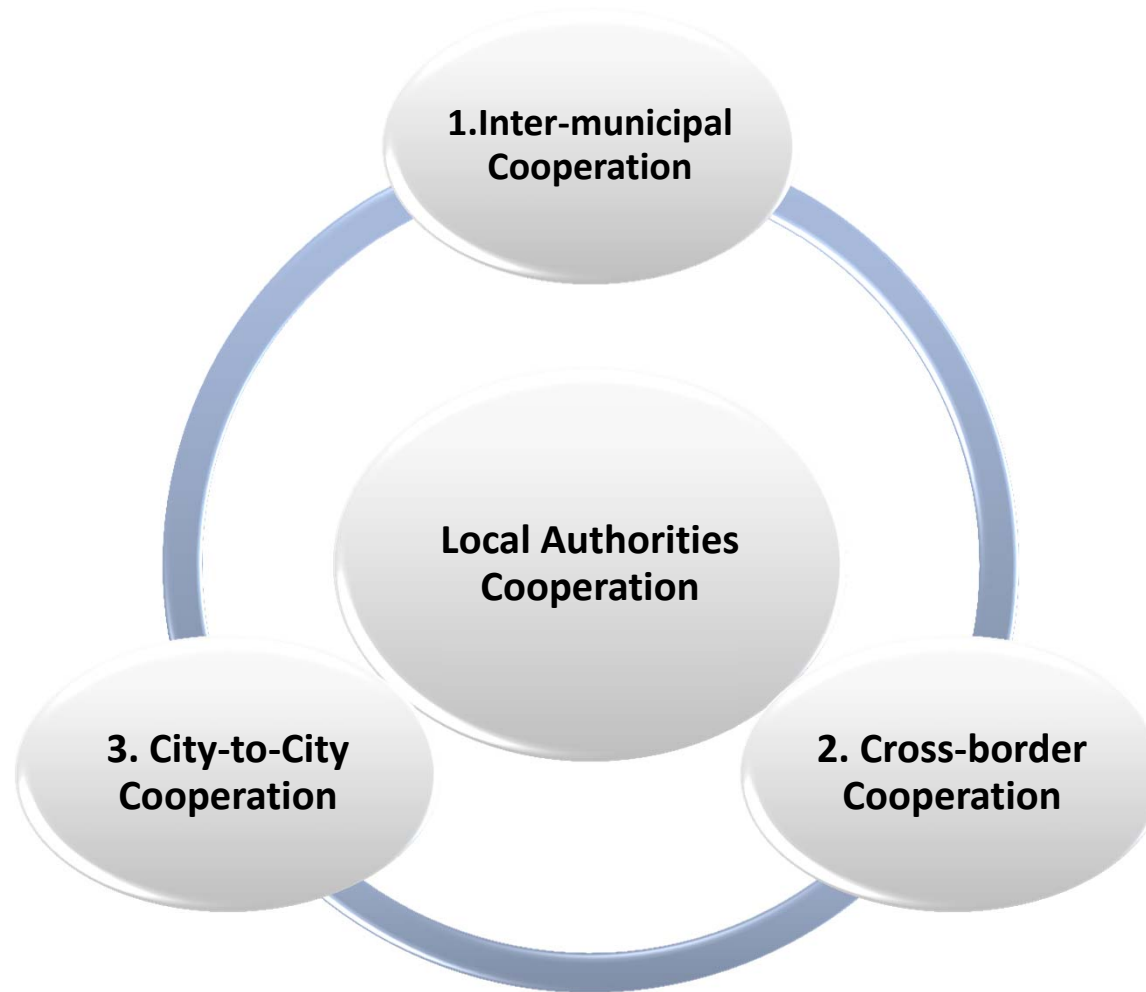 1.Inter-municipal
Cooperation
Local Authorities
Cooperation
3. City-to-City
Cooperation
2. Cross-border
Cooperation